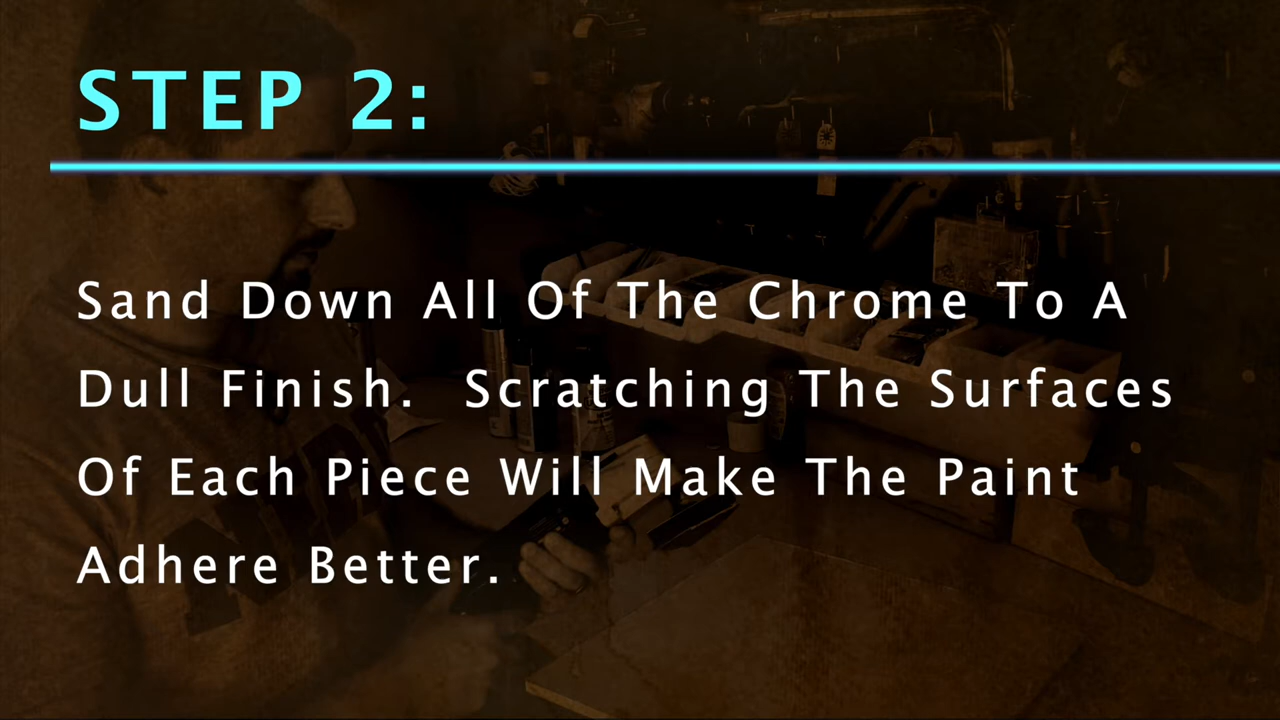 STEP 2:
Sand Down All Of The Chrome To A
Dull Finish.  Scratching The Surfaces
Of Each Piece Will Make The Paint
Adhere Better.